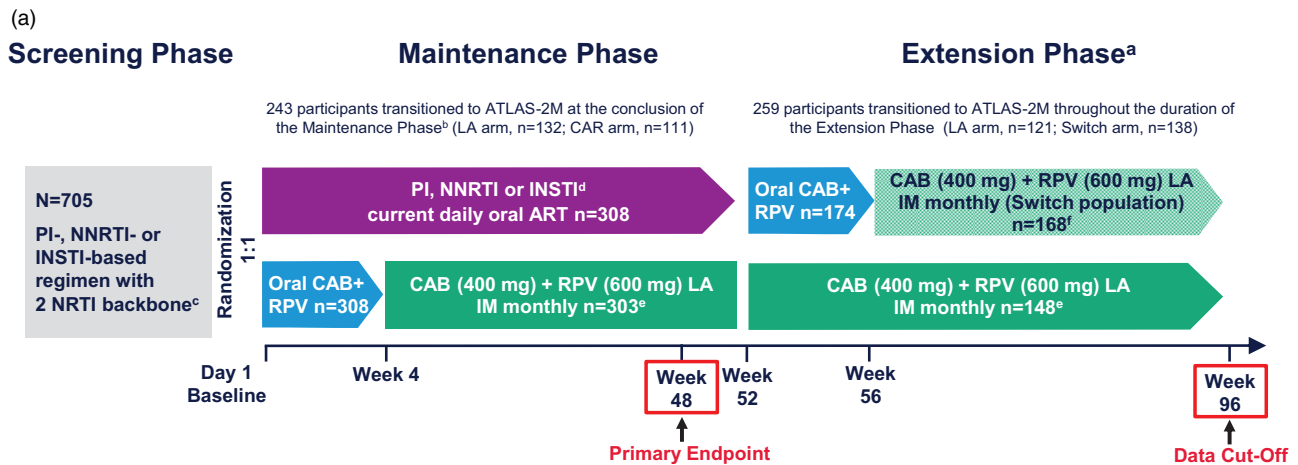 (a)
Screening Phase
Maintenance Phase
Extension Phaseᵃ
243 participants transitioned to ATLAS-2M at the conclusion of
the Maintenance Phaseᵇ (LA arm, n=132; CAR arm, n=111)
259 participants transitioned to ATLAS-2M throughout the duration of
the Extension Phase (LA arm, n=121; Switch arm, n=138)
N=705
PI-, NNRTI- or
INSTI-based
regimen with
2 NRTI backboneᶜ
Randomization
1:1
PI, NNRTI or INSTIᵈ
current daily oral ART n=308
Oral CAB+
RPV n=174
CAB (400 mg) + RPV (600 mg) LA
IM monthly (Switch population)
n=168ᶠ
Oral CAB+
RPV n=308
CAB (400 mg) + RPV (600 mg) LA
IM monthly n=303ᵉ
CAB (400 mg) + RPV (600 mg) LA
IM monthly n=148ᵉ
Day 1
Baseline
Week 4
Week
48
Week
52
Week
56
Week
96
Primary Endpoint
Data Cut-Off